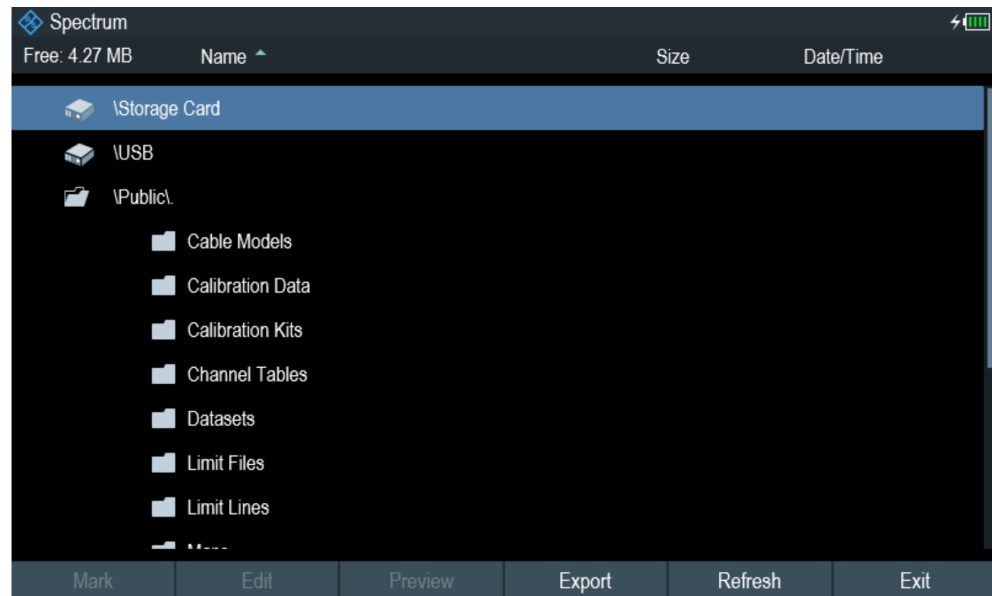 Spectrum
Free: 4.27 MB Name Size Date/Time
\Storage Card
\USB
\Public\.
Cable Models
Calibration Data
Calibration Kits
Channel Tables
Datasets
Limit Files
Limit Lines
Mark Edit Preview Export Refresh Exit